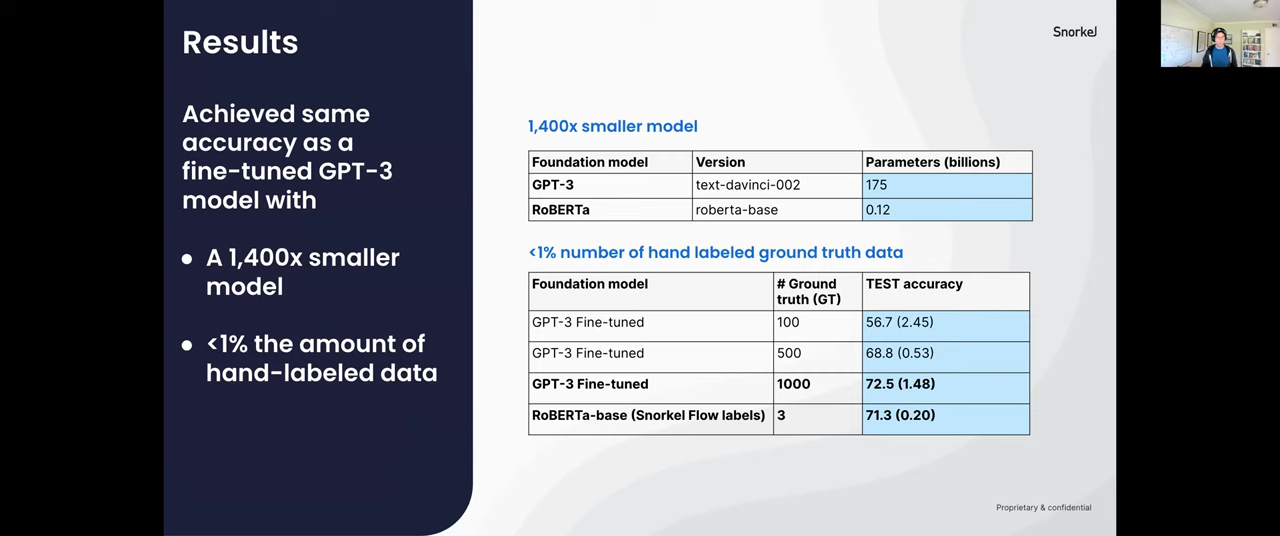 Results
Achieved same
accuracy as a
fine-tuned GPT-3
model with
● A 1,400x smaller
model
● <1% the amount of
hand-labeled data
Snorkel
1,400x smaller model
Foundation model Version Parameters (billions)
GPT-3 text-davinci-002 175
RoBERTa roberta-base 0.12
<1% number of hand labeled ground truth data
Foundation model # Ground truth (GT) TEST accuracy
GPT-3 Fine-tuned 100 56.7 (2.45)
GPT-3 Fine-tuned 500 68.8 (0.53)
GPT-3 Fine-tuned 1000 72.5 (1.48)
RoBERTa-base (Snorkel Flow labels) 3 71.3 (0.20)
Proprietary & confidential